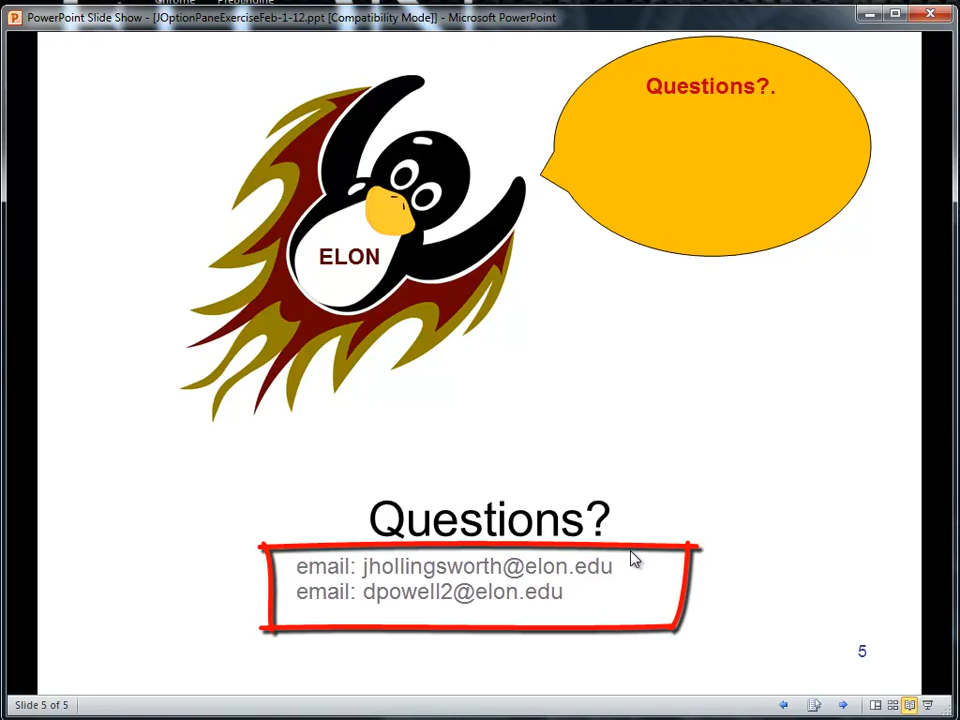 PowerPoint Slide Show - [JOptionPaneExerciseFeb-1-12.ppt [Compatibility Mode]] - Microsoft PowerPoint
Questions?.
ELON
Questions?
email: jhollingsworth@elon.edu
email: dpowell2@elon.edu
5
Slide 5 of 5